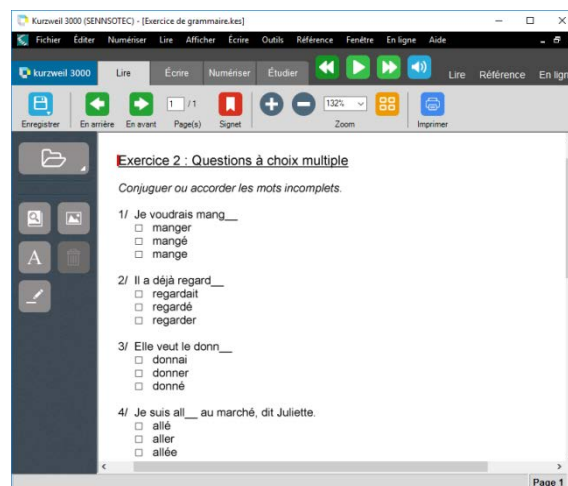 Kurzweil 3000 (SENNSOTEC) - [Exercice de grammaire.kes]
Fichier Éditer Numériser Lire Afficher Écrire Outils Référence Fenêtre En ligne Aide
kurzweil 3000 Lire Écrire Numériser Étudier Lire Référence En lign
1 / 1 132%
Enregistrer En arrière En avant Page(s) Signet Zoom Imprimer
Exercice 2 : Questions à choix multiple
Conjuguer ou accorder les mots incomplets.
1/ Je voudrais mang__
manger
mangé
mange
2/ Il a déjà regard__
regardait
regardé
regarder
3/ Elle veut le donn__
donnai
donner
donné
4/ Je suis all__ au marché, dit Juliette.
allé
aller
allée
A
Page 1